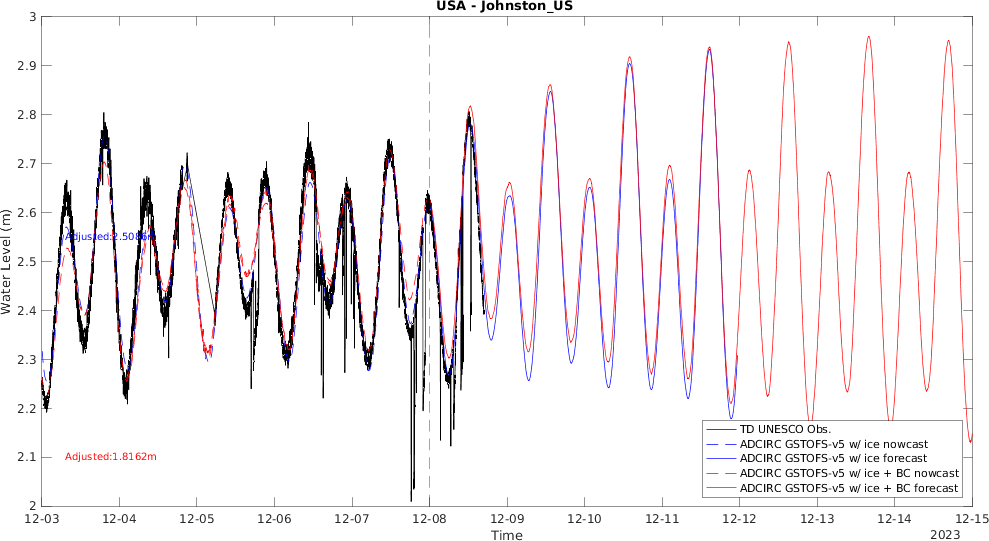 USA - Johnston_US
3
2.9
2.8
2.7
2.6
2.5
2.4
2.3
2.2
2.1
2
Water Level (m)
Adjusted:2.5086m
Adjusted:1.8162m
TD UNESCO Obs.
ADCIRC GSTOFS-v5 w/ ice nowcast
ADCIRC GSTOFS-v5 w/ ice forecast
ADCIRC GSTOFS-v5 w/ ice + BC nowcast
ADCIRC GSTOFS-v5 w/ ice + BC forecast
12-03 12-04 12-05 12-06 12-07 12-08 12-09 12-10 12-11 12-12 12-13 12-14 12-15
Time
2023